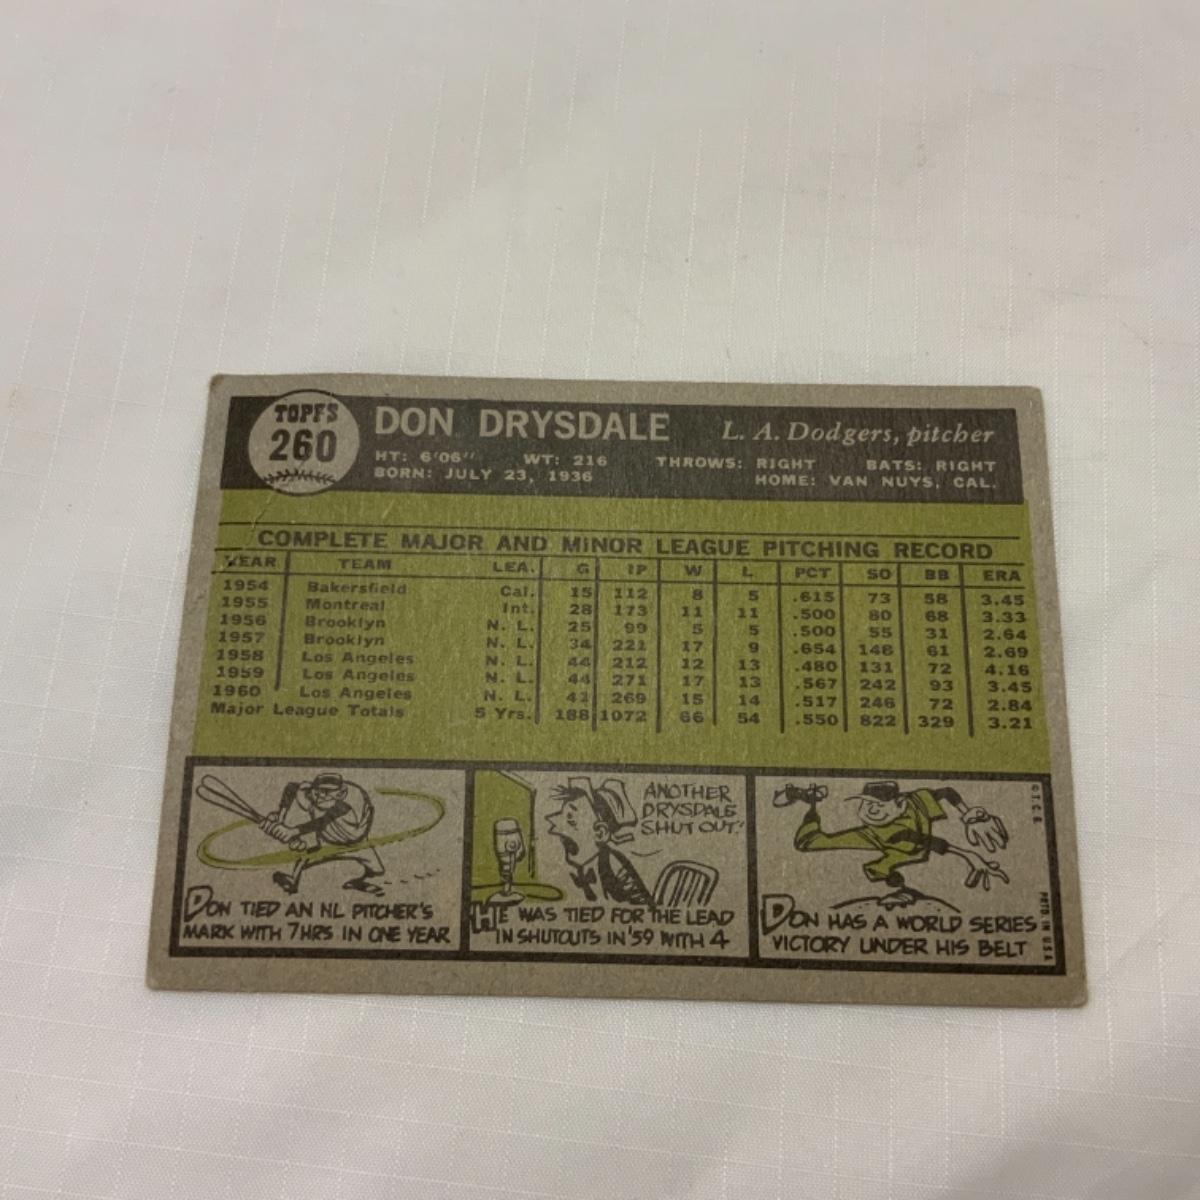 TOPPS
260
DON DRYSDALE
L. A. Dodgers, pitcher
HT: 6'06" WT: 216 THROWS: RIGHT BATS: RIGHT
BORN: JULY 23, 1936 HOME: VAN NUYS, CAL.
COMPLETE MAJOR AND MINOR LEAGUE PITCHING RECORD
YEAR TEAM LEA. G IP W L PCT SO BB ERA
1954 Bakersfield Cal. 15 112 8 5 .615 73 58 3.45
1955 Montreal Int. 28 173 11 11 .500 80 68 3.33
1956 Brooklyn N. L. 25 99 5 5 .500 55 31 2.64
1957 Brooklyn N. L. 34 221 17 9 .654 148 61 2.69
1958 Los Angeles N. L. 44 212 12 13 .480 131 72 4.16
1959 Los Angeles N. L. 44 271 17 13 .567 242 93 3.45
1960 Los Angeles N. L. 41 269 15 14 .517 246 72 2.84
Major League Totals 5 Yrs. 188 1072 66 54 .550 822 329 3.21
DON TIED AN NL PITCHER'S
MARK WITH 7 HRS IN ONE YEAR
ANOTHER
DRYSDALE
SHUT OUT!"
HE WAS TIED FOR THE LEAD
IN SHUTOUTS IN '59 WITH 4
DON HAS A WORLD SERIES
VICTORY UNDER HIS BELT
©T.C.G.
PRTD. IN U.S.A.